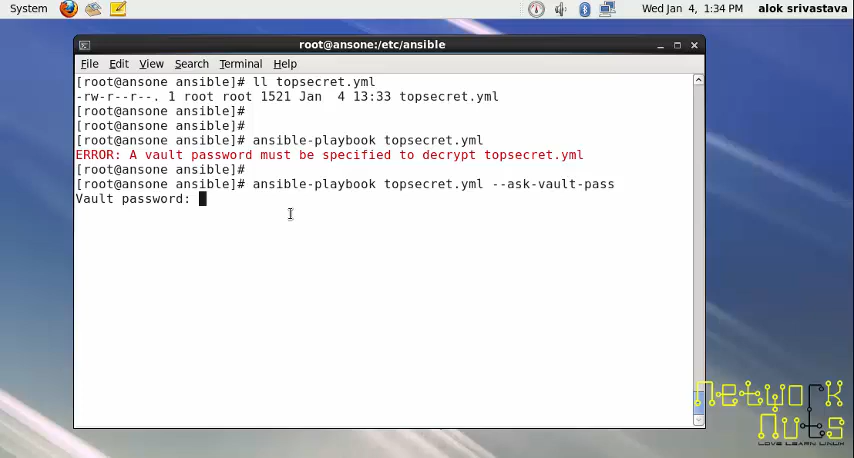 System Wed Jan 4, 1:34 PM alok srivastava
root@ansone:/etc/ansible
File Edit View Search Terminal Help
[root@ansone ansible]# ll topsecret.yml
-rw-r--r--. 1 root root 1521 Jan  4 13:33 topsecret.yml
[root@ansone ansible]#
[root@ansone ansible]#
[root@ansone ansible]# ansible-playbook topsecret.yml
ERROR: A vault password must be specified to decrypt topsecret.yml
[root@ansone ansible]#
[root@ansone ansible]# ansible-playbook topsecret.yml --ask-vault-pass
Vault password:
Network
Nuts
LOVE LEARN LINUX